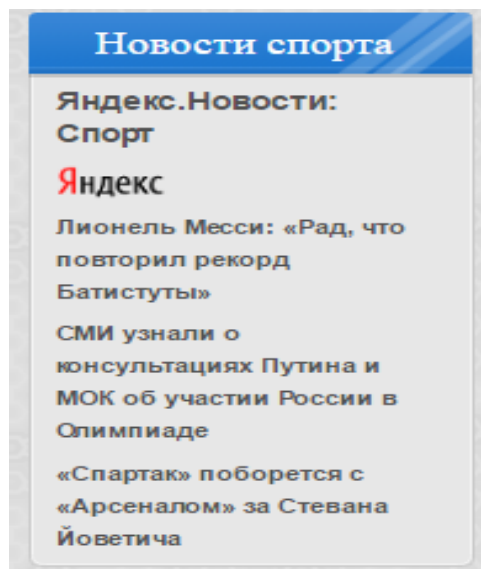 Новости спорта
Яндекс.Новости:
Спорт
Яндекс
Лионель Месси: «Рад, что
повторил рекорд
Батистуты»
СМИ узнали о
консультациях Путина и
МОК об участии России в
Олимпиаде
«Спартак» поборется с
«Арсеналом» за Стевана
Йоветича